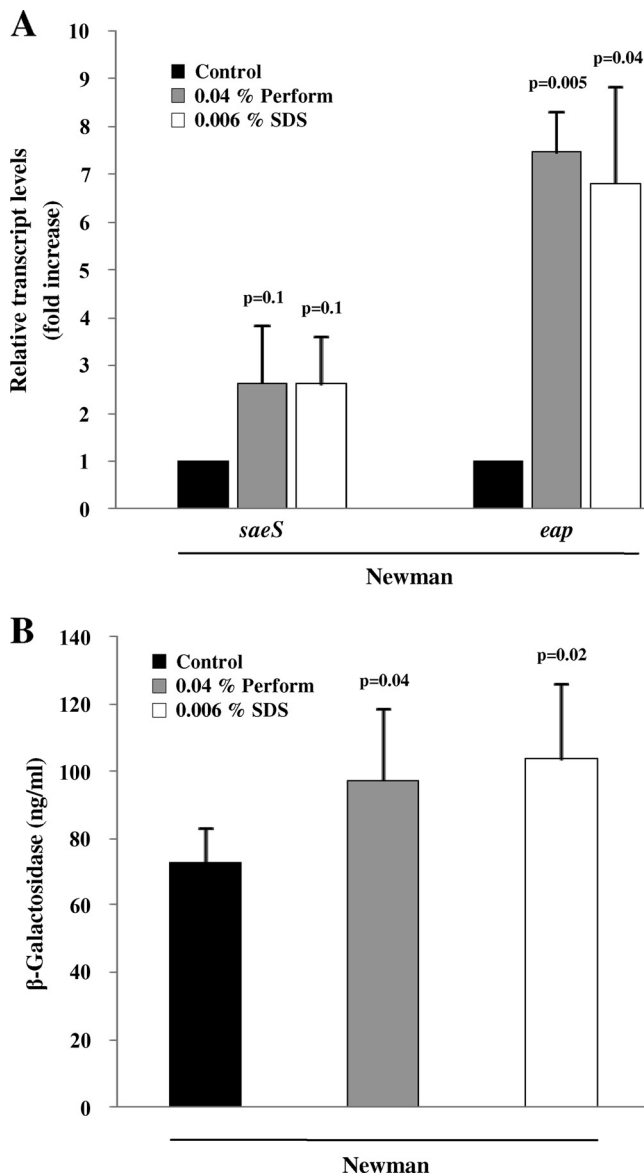 A
Control
0.04 % Perform
0.006 % SDS
p=0.1
p=0.1
p=0.005
p=0.04
Relative transcript levels
(fold increase)
10
9
8
7
6
5
4
3
2
1
0
saeS
eap
Newman
B
Control
0.04 % Perform
0.006 % SDS
p=0.04
p=0.02
β-Galactosidase (ng/ml)
140
120
100
80
60
40
20
0
Newman